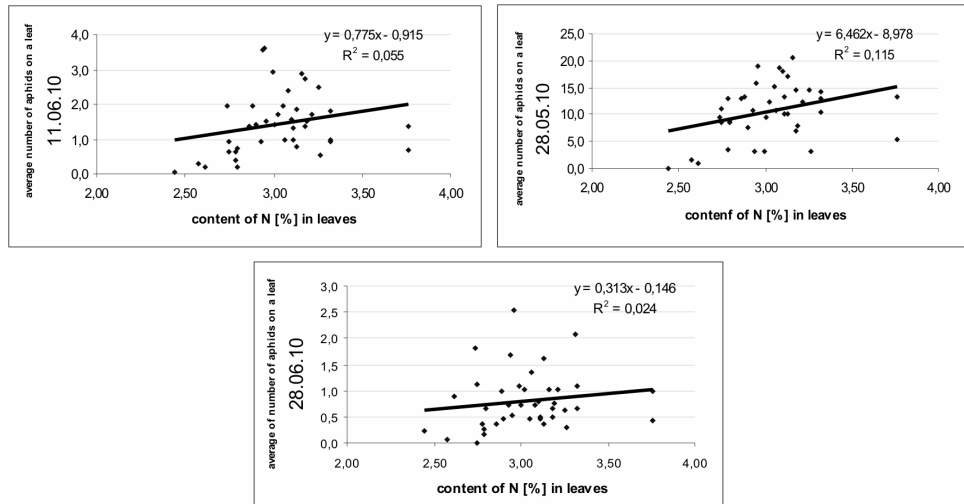 average number of aphids on a leaf
11.06.10
y = 0,775x - 0,915
R² = 0,055
4,0
3,0
2,0
1,0
0,0
2,00 2,50 3,00 3,50 4,00
content of N [%] in leaves
average number of aphids on a leaf
28.05.10
y = 6,462x - 8,978
R² = 0,115
25,0
20,0
15,0
10,0
5,0
0,0
2,00 2,50 3,00 3,50 4,00
contenf of N [%] in leaves
average of number of aphids on a leaf
28.06.10
y = 0,313x - 0,146
R² = 0,024
3,0
2,5
2,0
1,5
1,0
0,5
0,0
2,00 2,50 3,00 3,50 4,00
content of N [%] in leaves